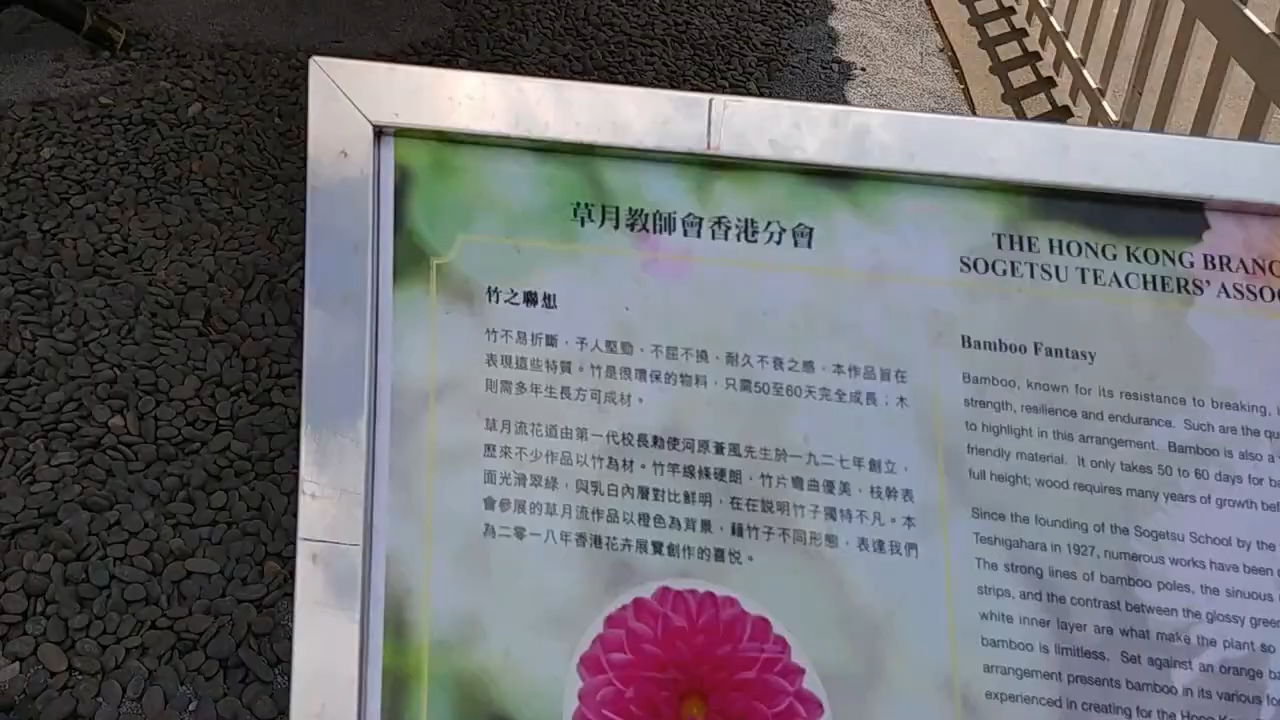 草月教師會香港分會
竹之聯想
竹不易折斷，予人堅勁、不屈不撓、耐久不衰之感，本作品旨在
表現這些特質。竹是很環保的物料，只需50至60天完全成長；木
則需多年生長方可成材。
草月流花道由第一代校長勅使河原蒼風先生於一九二七年創立，
歷來不少作品以竹為材。竹竿線條硬朗，竹片彎曲優美，枝幹表
面光滑翠綠，與乳白內層對比鮮明，在在説明竹子獨特不凡。本
會參展的草月流作品以橙色為背景，藉竹子不同形態，表達我們
為二零一八年香港花卉展覽創作的喜悦。
THE HONG KONG BRANC
SOGETSU TEACHERS' ASSO
Bamboo Fantasy
Bamboo, known for its resistance to breaking,
strength, resilience and endurance. Such are the qu
to highlight in this arrangement. Bamboo is also a
friendly material. It only takes 50 to 60 days for ba
full height; wood requires many years of growth bef
Since the founding of the Sogetsu School by the
Teshigahara in 1927, numerous works have been
The strong lines of bamboo poles, the sinuous
strips, and the contrast between the glossy gree
white inner layer are what make the plant so
bamboo is limitless. Set against an orange ba
arrangement presents bamboo in its various fo
experienced in creating for the Hong Kong